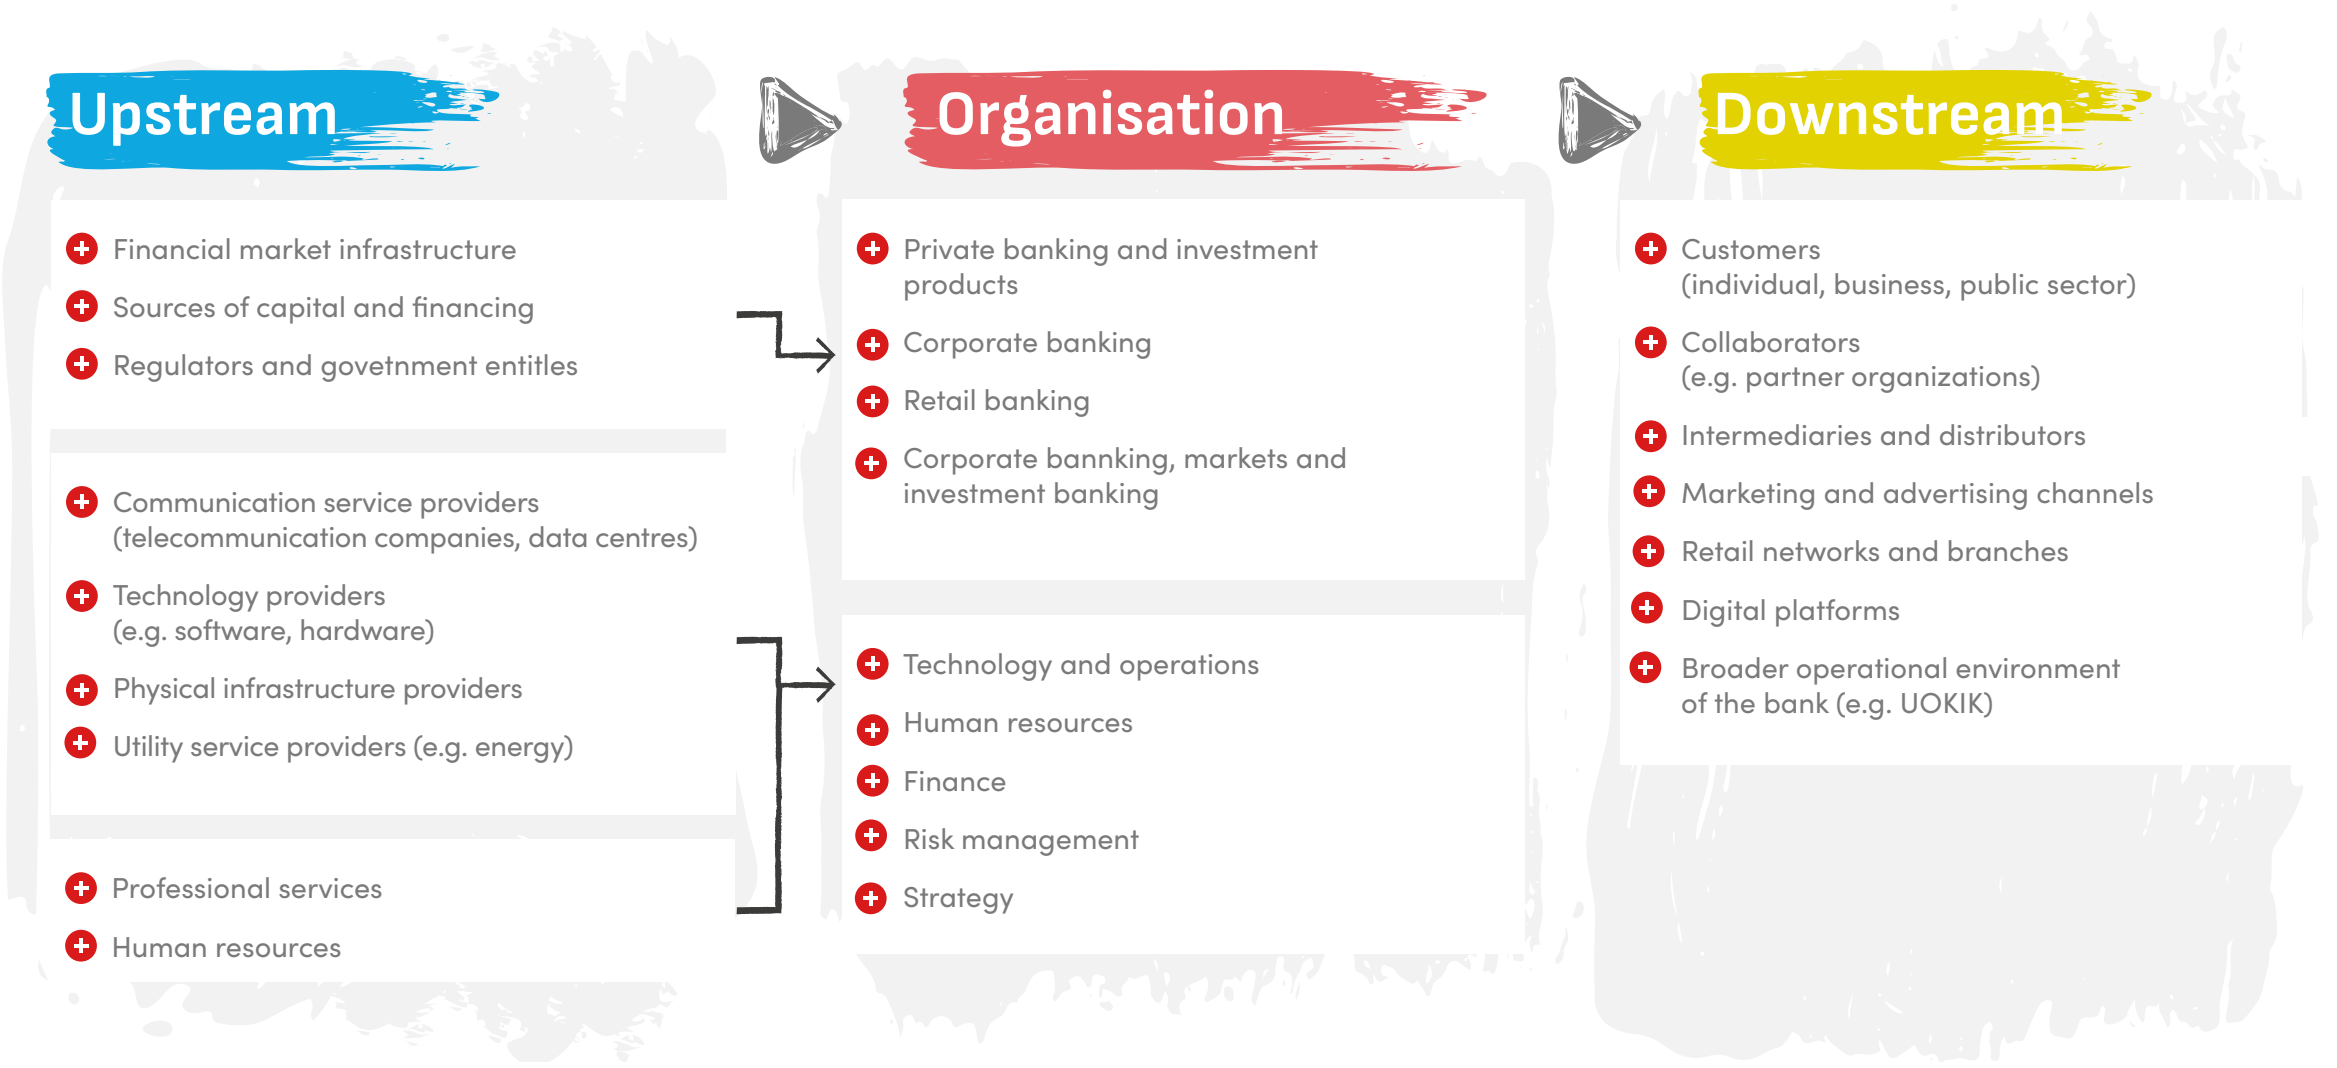 Upstream
Financial market infrastructure
Sources of capital and financing
Regulators and govetnment entitles
Communication service providers
(telecommunication companies, data centres)
Technology providers
(e.g. software, hardware)
Physical infrastructure providers
Utility service providers (e.g. energy)
Professional services
Human resources
Organisation
Private banking and investment
products
Corporate banking
Retail banking
Corporate bannking, markets and
investment banking
Technology and operations
Human resources
Finance
Risk management
Strategy
Downstream
Customers
(individual, business, public sector)
Collaborators
(e.g. partner organizations)
Intermediaries and distributors
Marketing and advertising channels
Retail networks and branches
Digital platforms
Broader operational environment
of the bank (e.g. UOKIK)